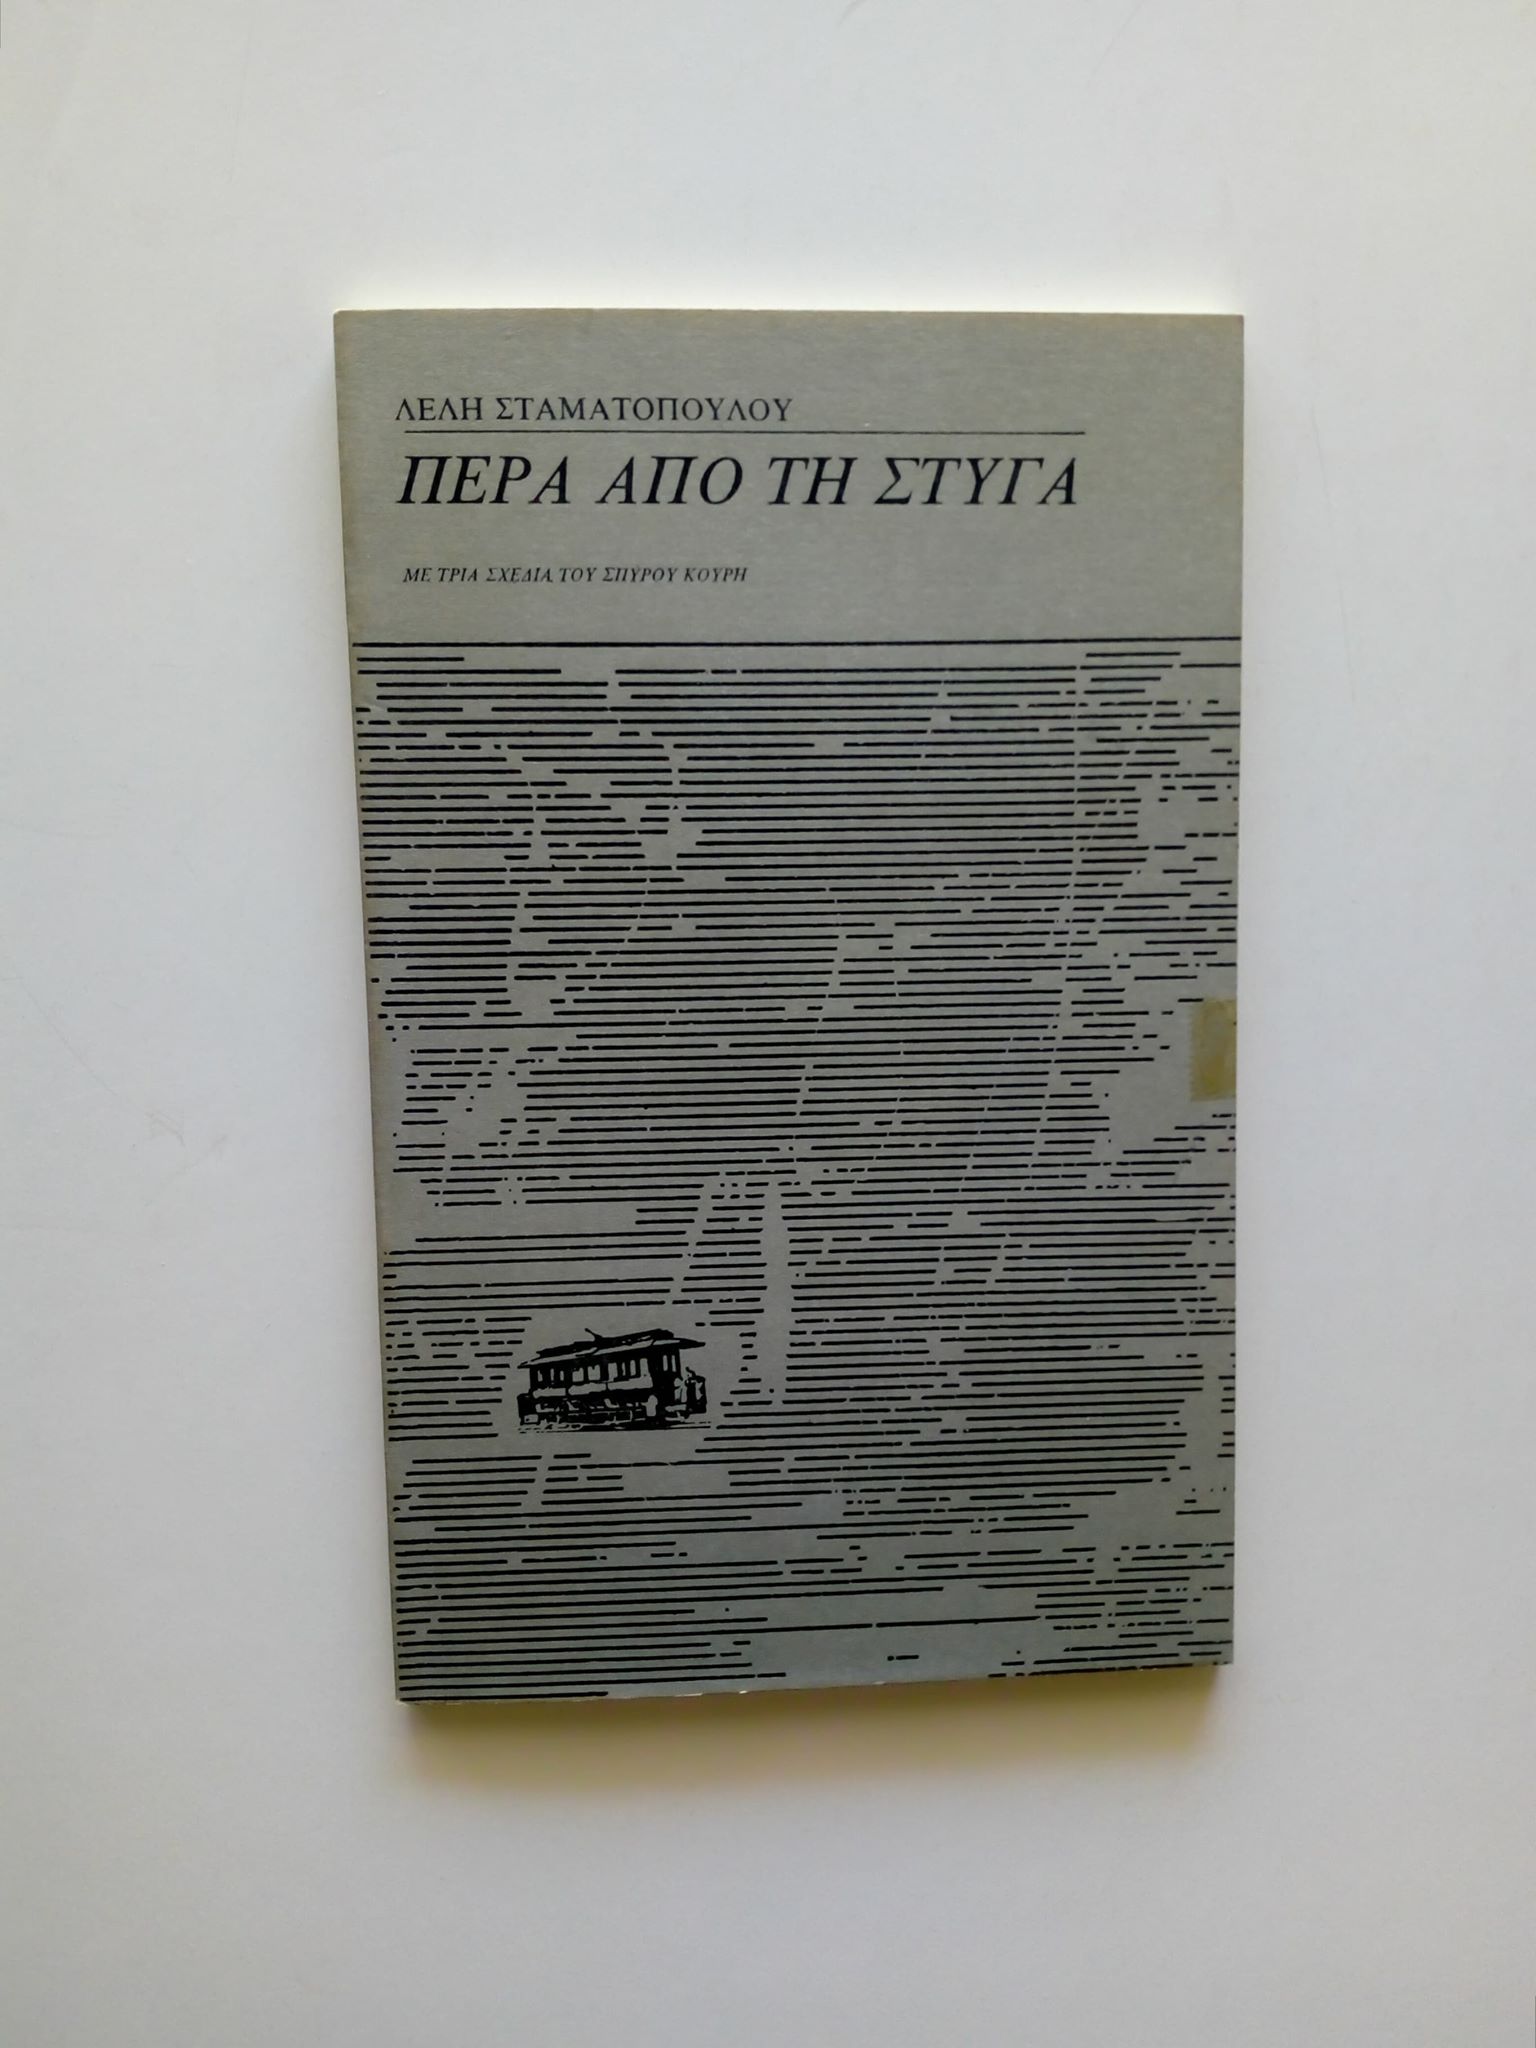 ΛΕΛΗ ΣΤΑΜΑΤΟΠΟΥΛΟΥ
ΠΕΡΑ ΑΠΟ ΤΗ ΣΤΥΓΑ
ΜΕ ΤΡΙΑ ΣΧΕΔΙΑ ΤΟΥ ΣΠΥΡΟΥ ΚΟΥΡΗ